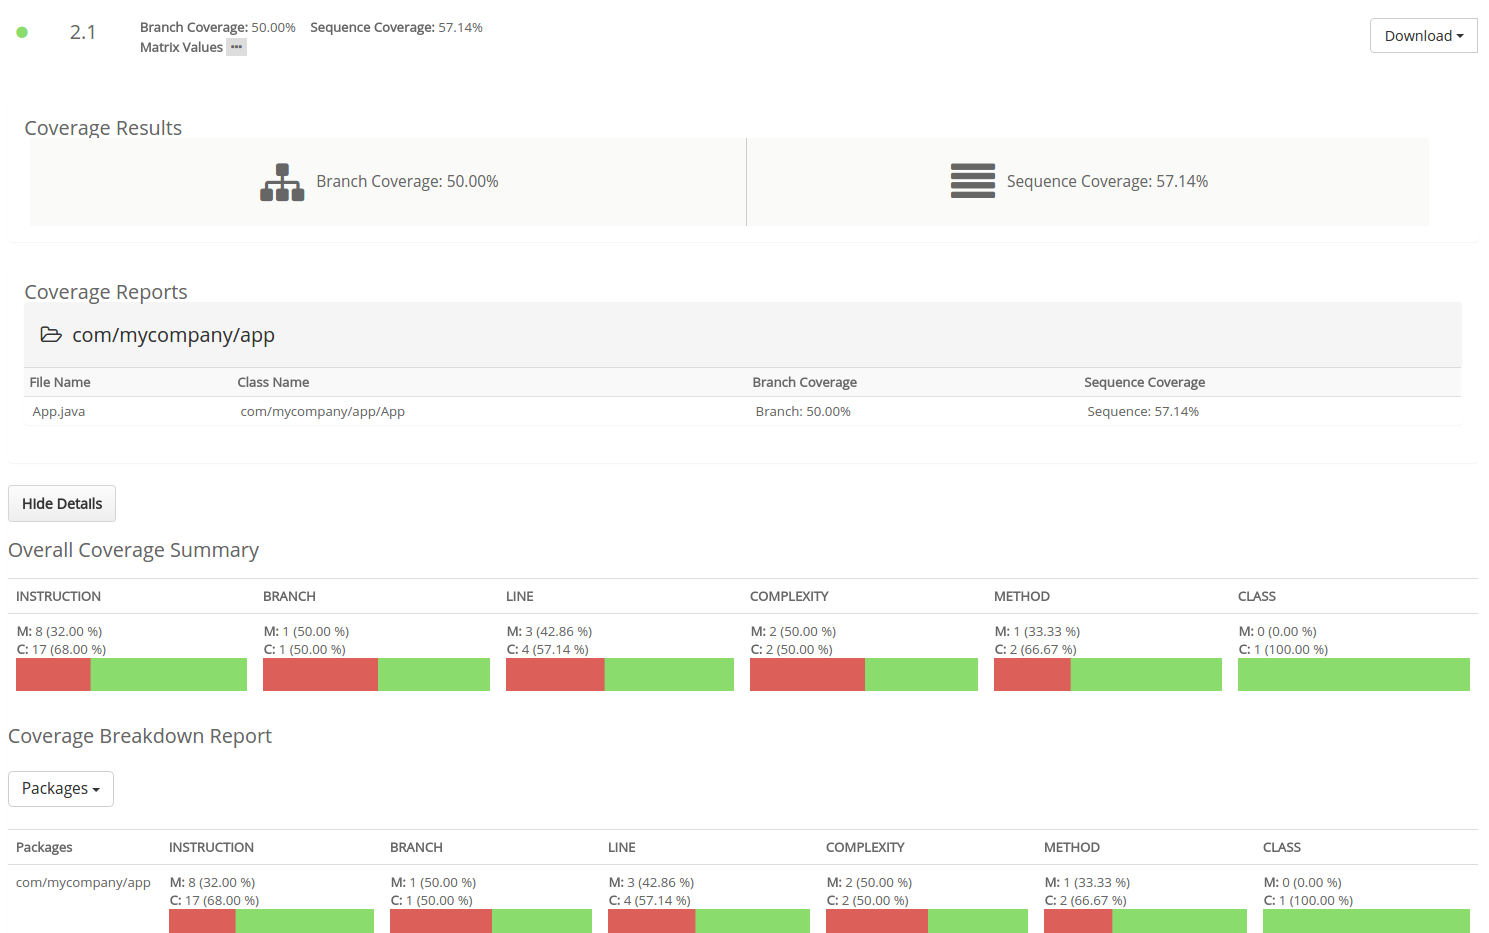 2.1 Branch Coverage: 50.00% Sequence Coverage: 57.14%
Matrix Values
Download
Coverage Results
Branch Coverage: 50.00% Sequence Coverage: 57.14%
Coverage Reports
com/mycompany/app
File Name Class Name Branch Coverage Sequence Coverage
App.java com/mycompany/app/App Branch: 50.00% Sequence: 57.14%
Hide Details
Overall Coverage Summary
INSTRUCTION BRANCH LINE COMPLEXITY METHOD CLASS
M: 8 (32.00 %) M: 1 (50.00 %) M: 3 (42.86 %) M: 2 (50.00 %) M: 1 (33.33 %) M: 0 (0.00 %)
C: 17 (68.00 %) C: 1 (50.00 %) C: 4 (57.14 %) C: 2 (50.00 %) C: 2 (66.67 %) C: 1 (100.00 %)
Coverage Breakdown Report
Packages
Packages INSTRUCTION BRANCH LINE COMPLEXITY METHOD CLASS
com/mycompany/app M: 8 (32.00 %) M: 1 (50.00 %) M: 3 (42.86 %) M: 2 (50.00 %) M: 1 (33.33 %) M: 0 (0.00 %)
C: 17 (68.00 %) C: 1 (50.00 %) C: 4 (57.14 %) C: 2 (50.00 %) C: 2 (66.67 %) C: 1 (100.00 %)